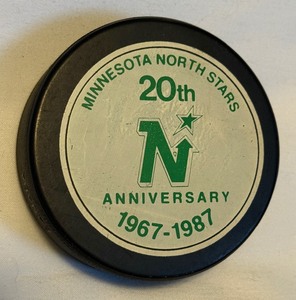 MINNESOTA NORTH STARS
20th
N
ANNIVERSARY
1967-1987